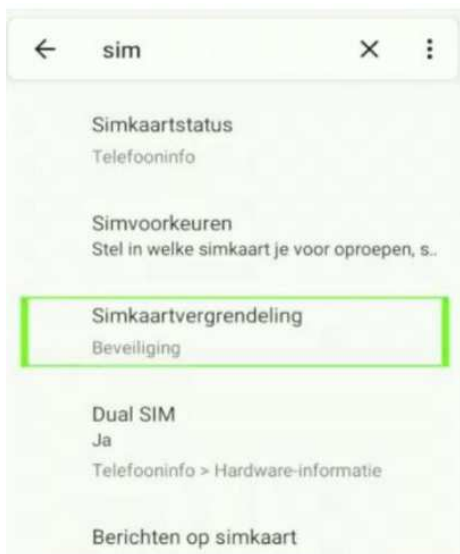 sim
Simkaartstatus
Telefooninfo
Simvoorkeuren
Stel in welke simkaart je voor oproepen, s..
Simkaartvergrendeling
Beveiliging
Dual SIM
Ja
Telefooninfo > Hardware-informatie
Berichten op simkaart